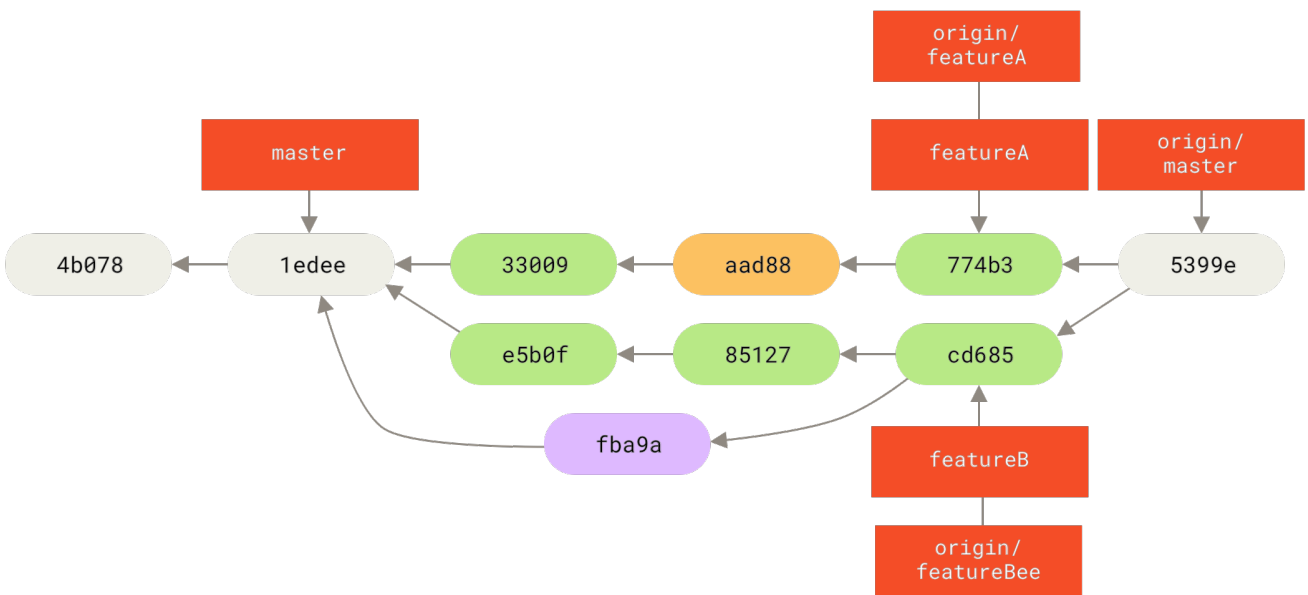 origin/
featureA
master
featureA
origin/
master
4b078
1edee
33009
aad88
774b3
5399e
e5b0f
85127
cd685
fba9a
featureB
origin/
featureBee